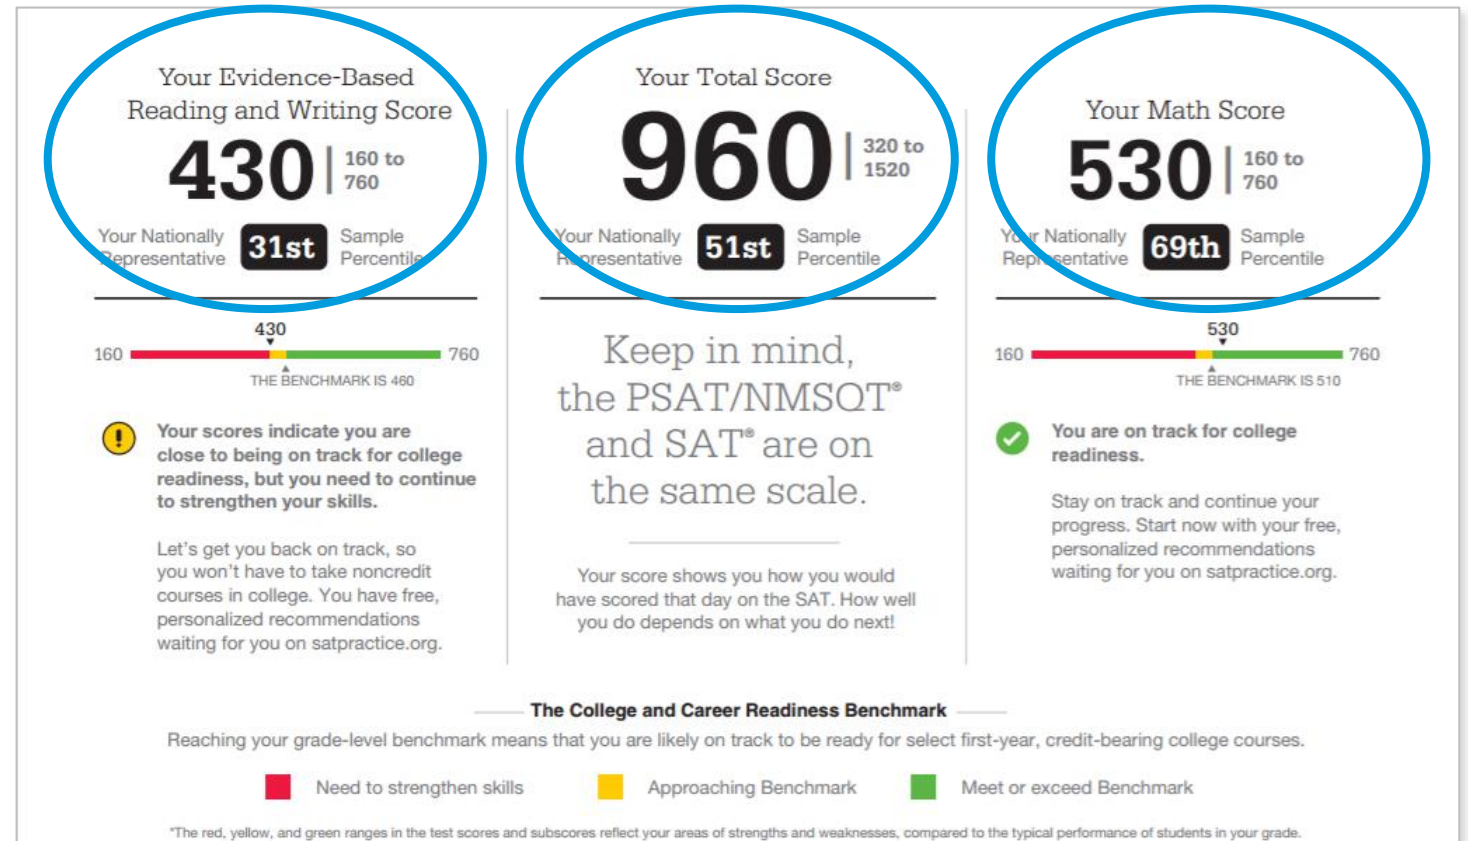 Your Evidence-Based
Reading and Writing Score
430 | 160 to
760
Your Nationally
Representative
31st
Sample
Percentile
430
160
760
THE BENCHMARK IS 460
Your scores indicate you are
close to being on track for college
readiness, but you need to continue
to strengthen your skills.
Let's get you back on track, so
you won't have to take noncredit
courses in college. You have free,
personalized recommendations
waiting for you on satpractice.org.
Your Total Score
960 | 320 to
1520
Your Nationally
Representative
51st
Sample
Percentile
Keep in mind,
the PSAT/NMSQT®
and SAT® are on
the same scale.
Your score shows you how you would
have scored that day on the SAT. How well
you do depends on what you do next!
Your Math Score
530 | 160 to
760
Your Nationally
Representative
69th
Sample
Percentile
530
160
760
THE BENCHMARK IS 510
You are on track for college
readiness.
Stay on track and continue your
progress. Start now with your free,
personalized recommendations
waiting for you on satpractice.org.
The College and Career Readiness Benchmark
Reaching your grade-level benchmark means that you are likely on track to be ready for select first-year, credit-bearing college courses.
Need to strengthen skills
Approaching Benchmark
Meet or exceed Benchmark
*The red, yellow, and green ranges in the test scores and subscores reflect your areas of strengths and weaknesses, compared to the typical performance of students in your grade.